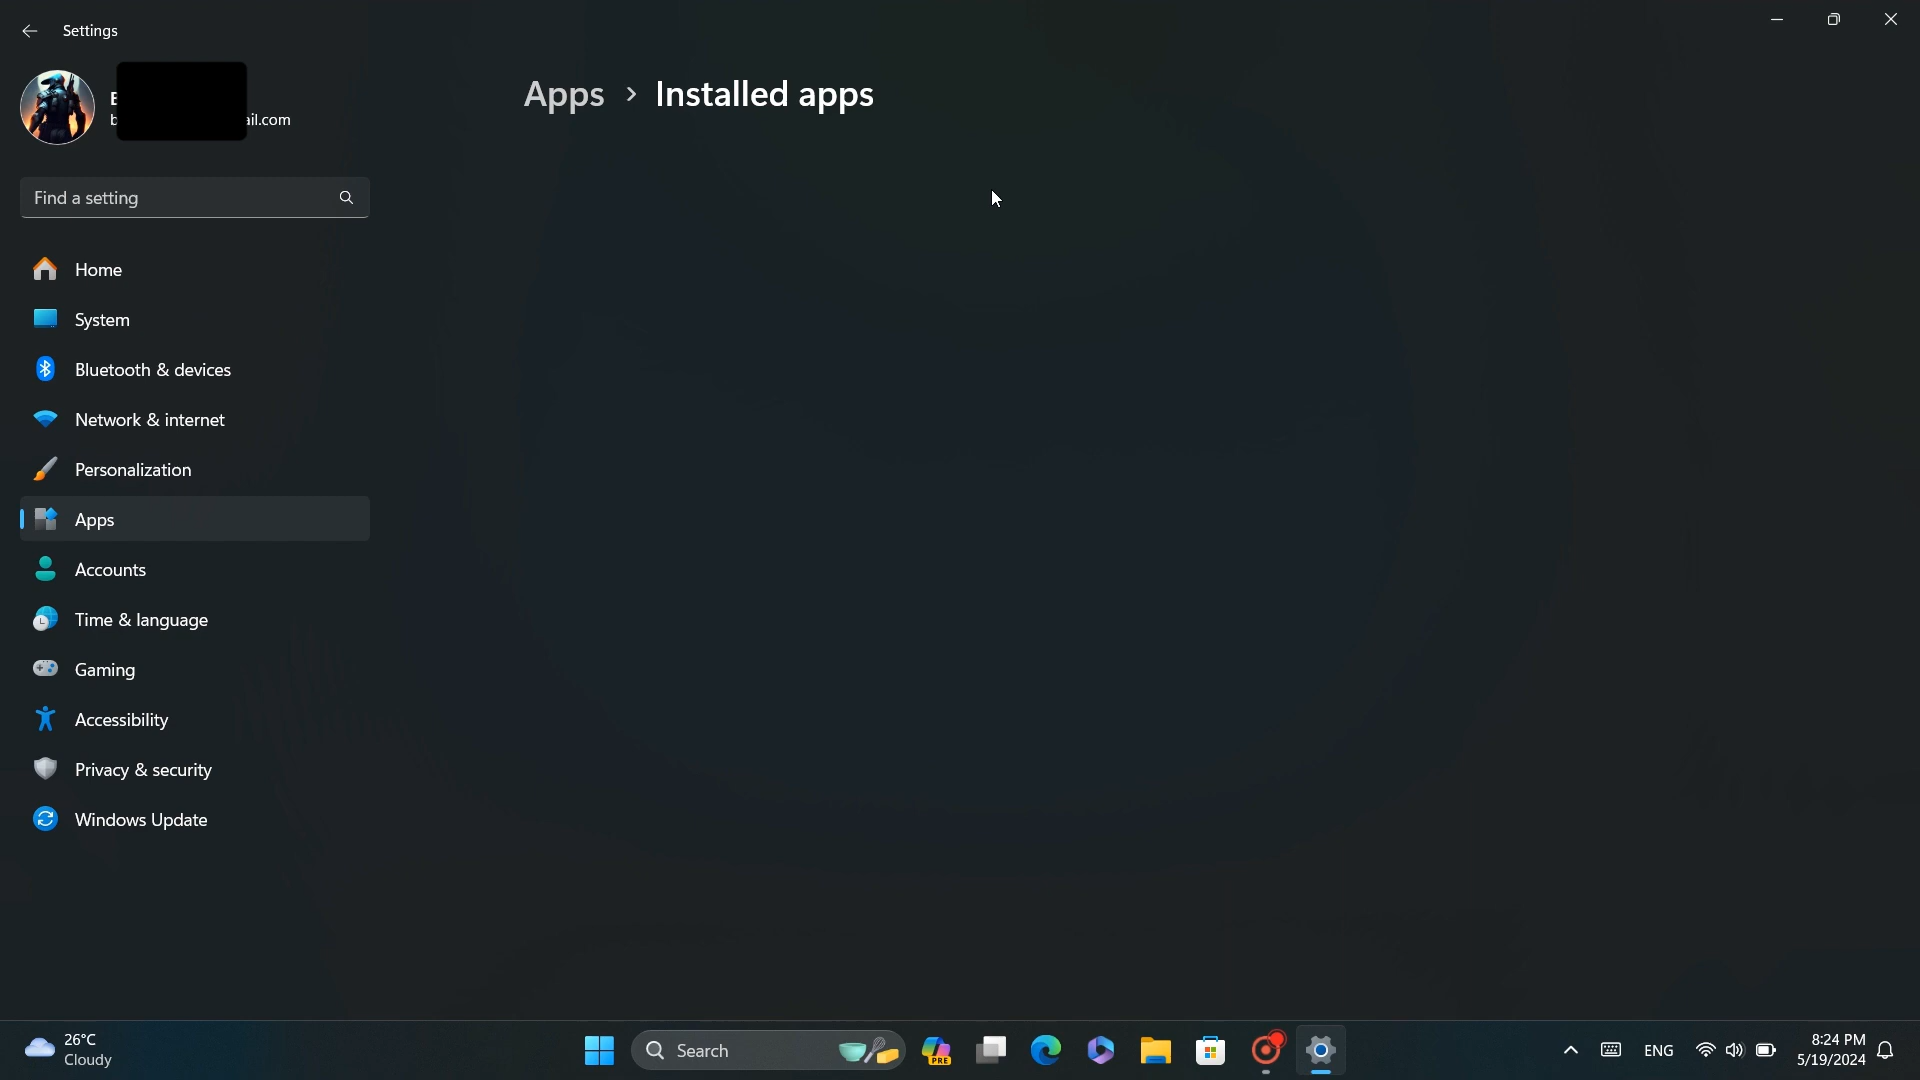 Settings
ail.com
Apps > Installed apps
Find a setting
Home
System
Bluetooth & devices
Network & internet
Personalization
Apps
Accounts
Time & language
Gaming
Accessibility
Privacy & security
Windows Update
26°C
Cloudy
Search
PRE
ENG
8:24 PM
5/19/2024